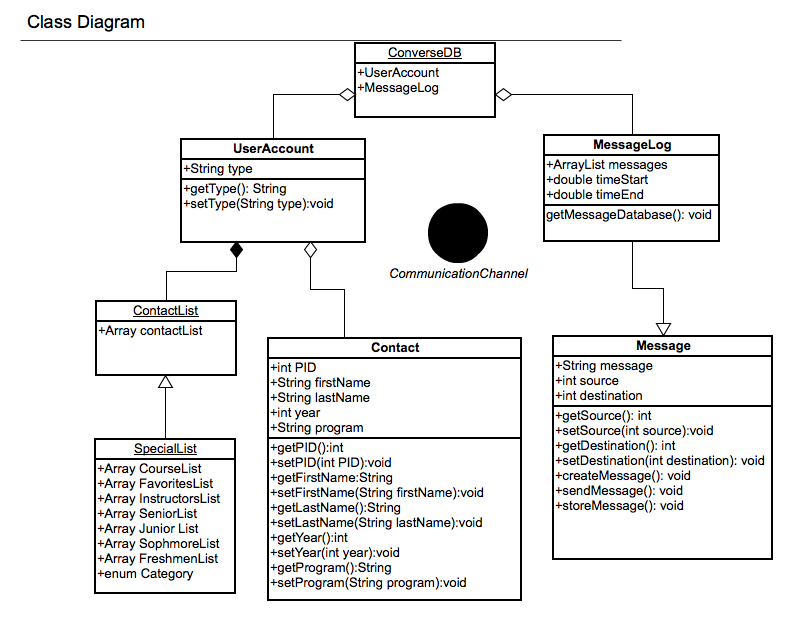 Class Diagram
ConverseDB
+UserAccount
+MessageLog
UserAccount
+String type
+getType(): String
+setType(String type):void
MessageLog
+ArrayList messages
+double timeStart
+double timeEnd
getMessageDatabase(): void
CommunicationChannel
ContactList
+Array contactList
SpecialList
+Array CourseList
+Array FavoritesList
+Array InstructorsList
+Array SeniorList
+Array Junior List
+Array SophmoreList
+Array FreshmenList
+enum Category
Contact
+int PID
+String firstName
+String lastName
+int year
+String program
+getPID():int
+setPID(int PID):void
+getFirstName:String
+setFirstName(String firstName):void
+getLastName():String
+setLastName(String lastName):void
+getYear():int
+setYear(int year):void
+getProgram():String
+setProgram(String program):void
Message
+String message
+int source
+int destination
+getSource(): int
+setSource(int source):void
+getDestination(): int
+setDestination(int destination): void
+createMessage(): void
+sendMessage(): void
+storeMessage(): void